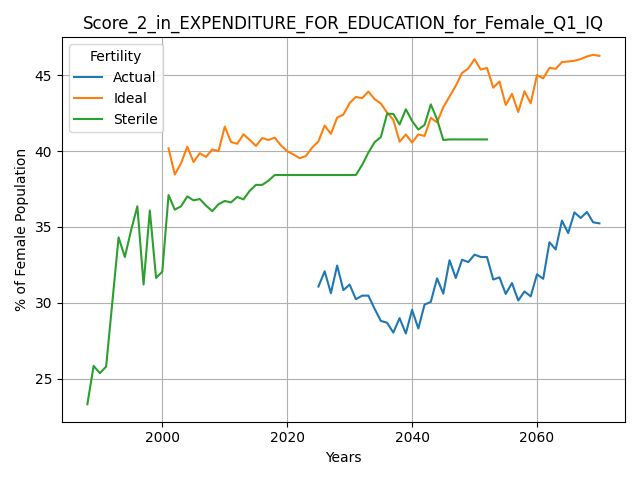 Score_2_in_EXPENDITURE_FOR_EDUCATION_for_Female_Q1_IQ
Fertility
Actual
Ideal
Sterile
% of Female Population
45
40
35
30
25
2000
2020
2040
2060
Years